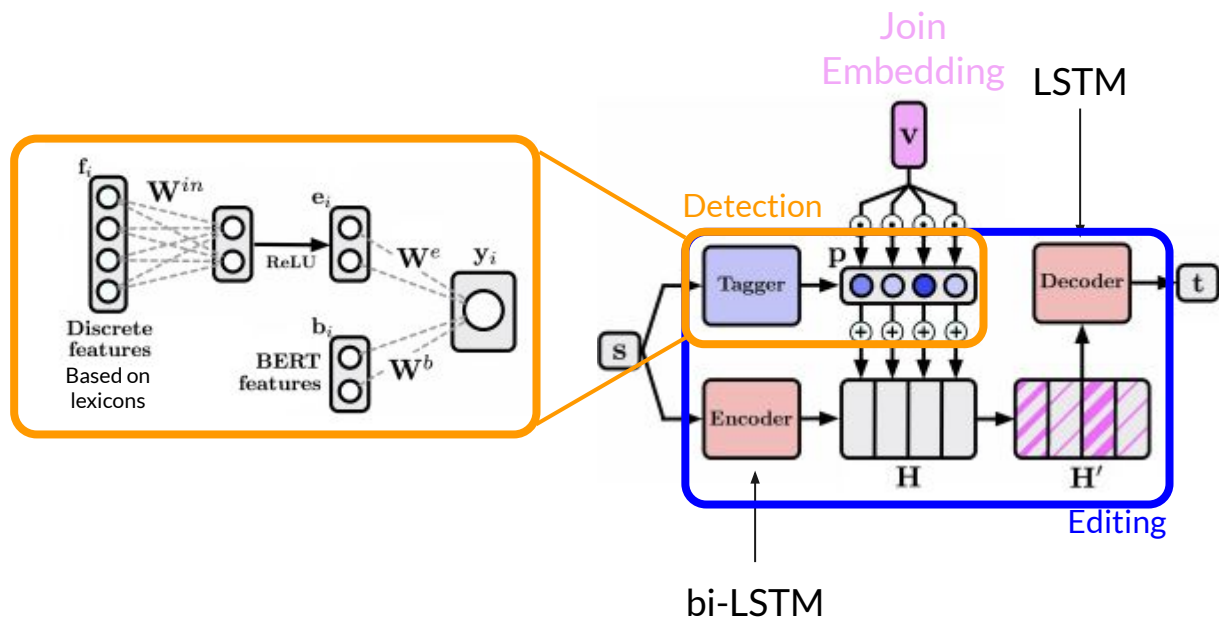 Join
Embedding
LSTM
v
Detection
f_i
W^{in}
e_i
ReLU
W^e
y_i
Discrete
features
Based on
lexicons
b_i
BERT
features
W^b
p
Tagger
Decoder
t
s
+ + + +
Encoder
H
H′
Editing
bi-LSTM